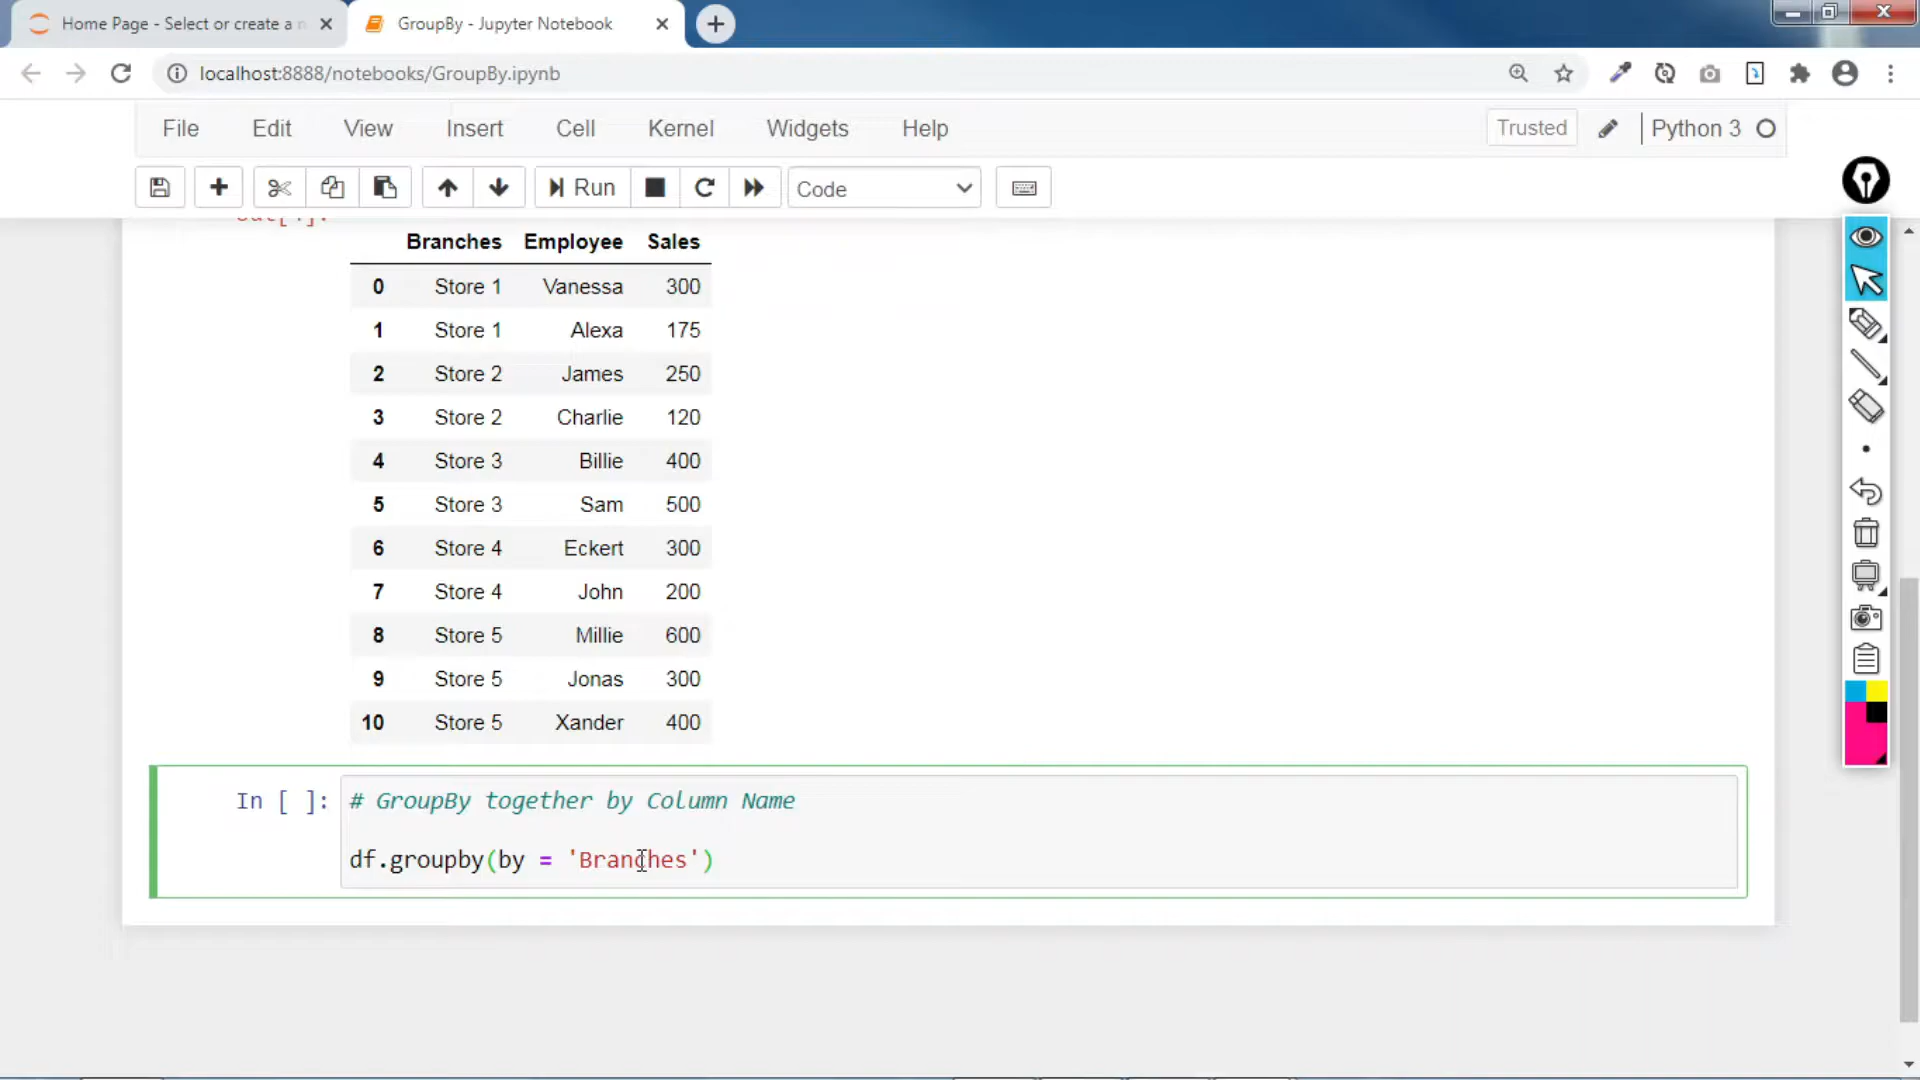 Home Page - Select or create a n
GroupBy - Jupyter Notebook
localhost:8888/notebooks/GroupBy.ipynb
File Edit View Insert Cell Kernel Widgets Help
Trusted
Python 3
Run
Code
Branches Employee Sales
0 Store 1 Vanessa 300
1 Store 1 Alexa 175
2 Store 2 James 250
3 Store 2 Charlie 120
4 Store 3 Billie 400
5 Store 3 Sam 500
6 Store 4 Eckert 300
7 Store 4 John 200
8 Store 5 Millie 600
9 Store 5 Jonas 300
10 Store 5 Xander 400
In [ ]: # GroupBy together by Column Name
df.groupby(by = 'Branches')